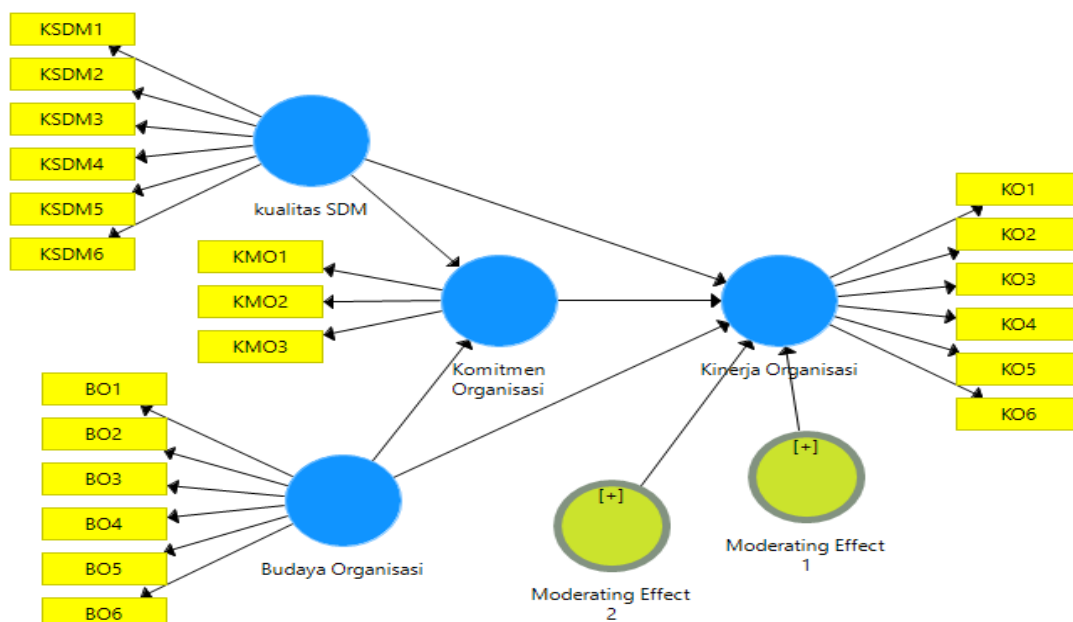 KSDM1
KSDM2
KSDM3
KSDM4
KSDM5
KSDM6
kualitas SDM
KMO1
KMO2
KMO3
Komitmen
Organisasi
KO1
KO2
KO3
KO4
KO5
KO6
Kinerja Organisasi
BO1
BO2
BO3
BO4
BO5
BO6
Budaya Organisasi
[+]
Moderating Effect
2
[+]
Moderating Effect
1